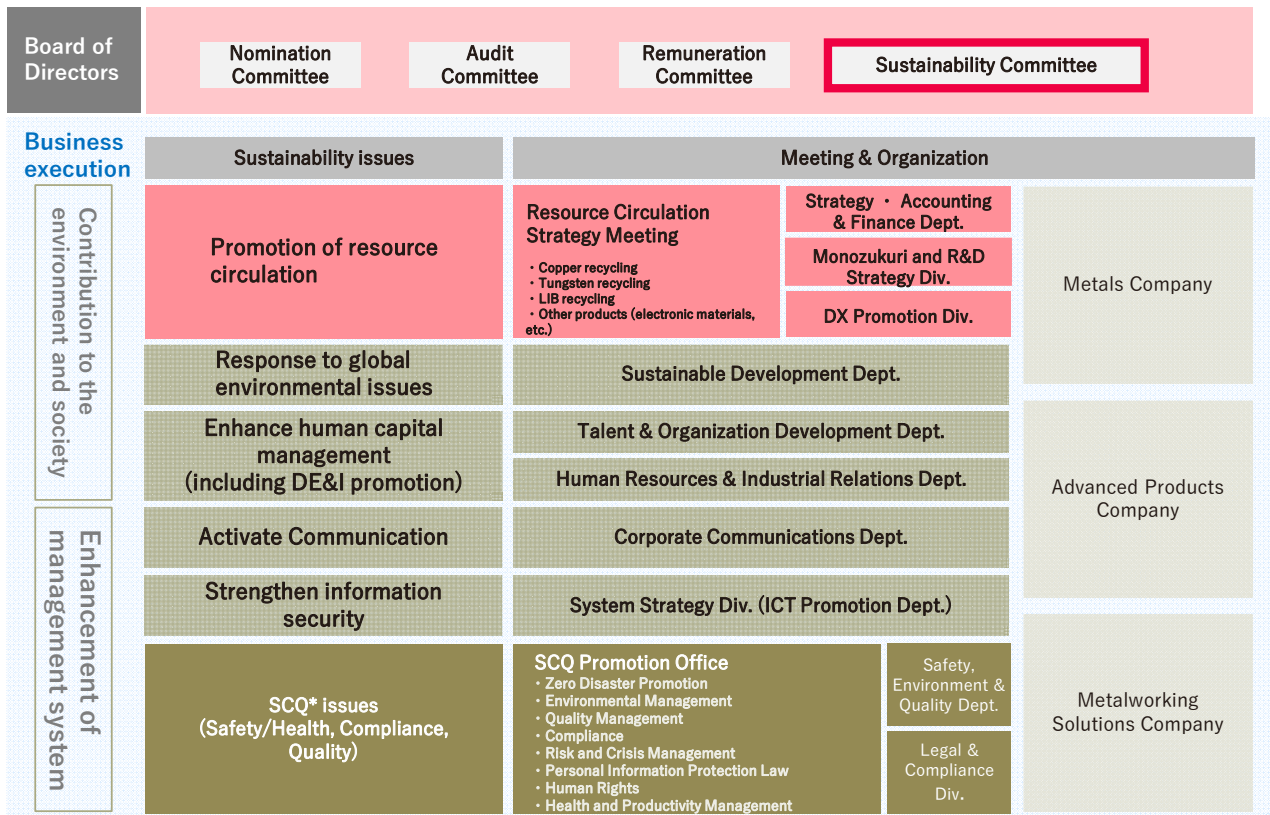 Board of
Directors
Nomination
Committee
Audit
Committee
Remuneration
Committee
Sustainability Committee
Business
execution
Sustainability issues
Meeting & Organization
Contribution to the
environment and society
Promotion of resource
circulation
Resource Circulation
Strategy Meeting
・Copper recycling
・Tungsten recycling
・LIB recycling
・Other products (electronic materials,
etc.)
Strategy ・ Accounting
& Finance Dept.
Monozukuri and R&D
Strategy Div.
DX Promotion Div.
Metals Company
Response to global
environmental issues
Sustainable Development Dept.
Enhance human capital
management
(including DE&I promotion)
Talent & Organization Development Dept.
Human Resources & Industrial Relations Dept.
Advanced Products
Company
Enhancement of
management system
Activate Communication
Corporate Communications Dept.
Strengthen information
security
System Strategy Div. (ICT Promotion Dept.)
SCQ* issues
(Safety/Health, Compliance,
Quality)
SCQ Promotion Office
・Zero Disaster Promotion
・Environmental Management
・Quality Management
・Compliance
・Risk and Crisis Management
・Personal Information Protection Law
・Human Rights
・Health and Productivity Management
Safety,
Environment &
Quality Dept.
Legal &
Compliance
Div.
Metalworking
Solutions Company